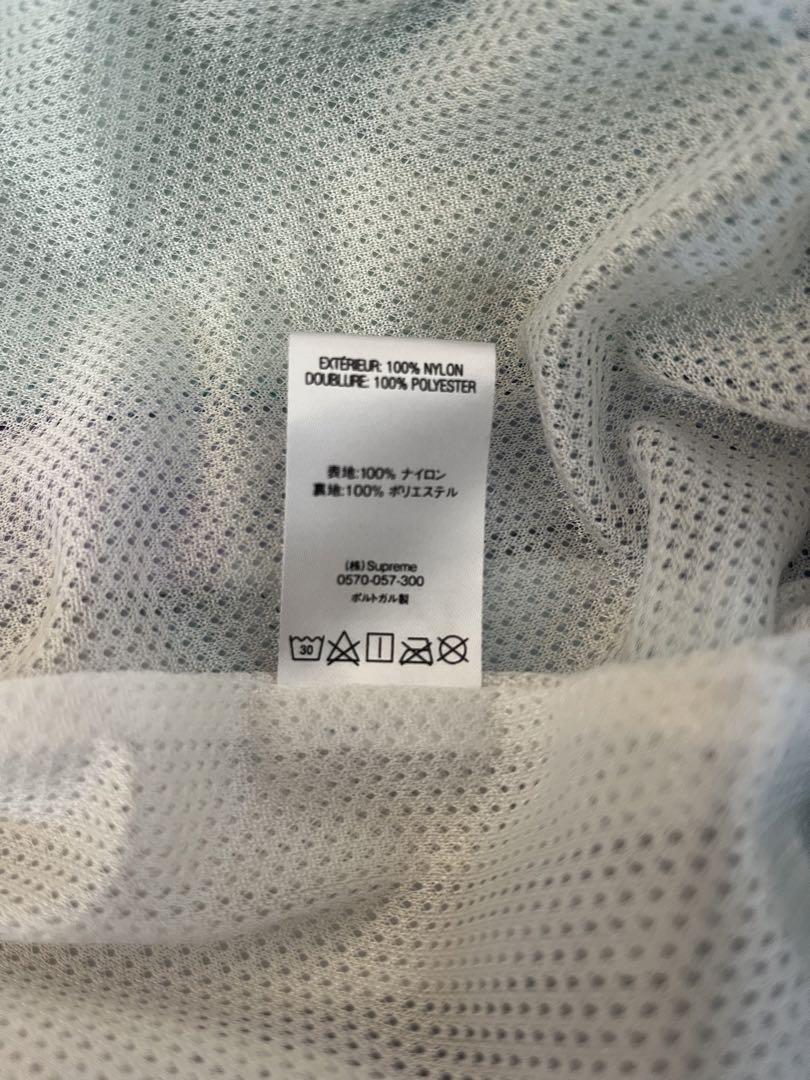 EXTÉRIEUR: 100% NYLON
DOUBLURE: 100% POLYESTER
表地:100% ナイロン
裏地:100% ポリエステル
(株)Supreme
0570-057-300
ポルトガル製
30